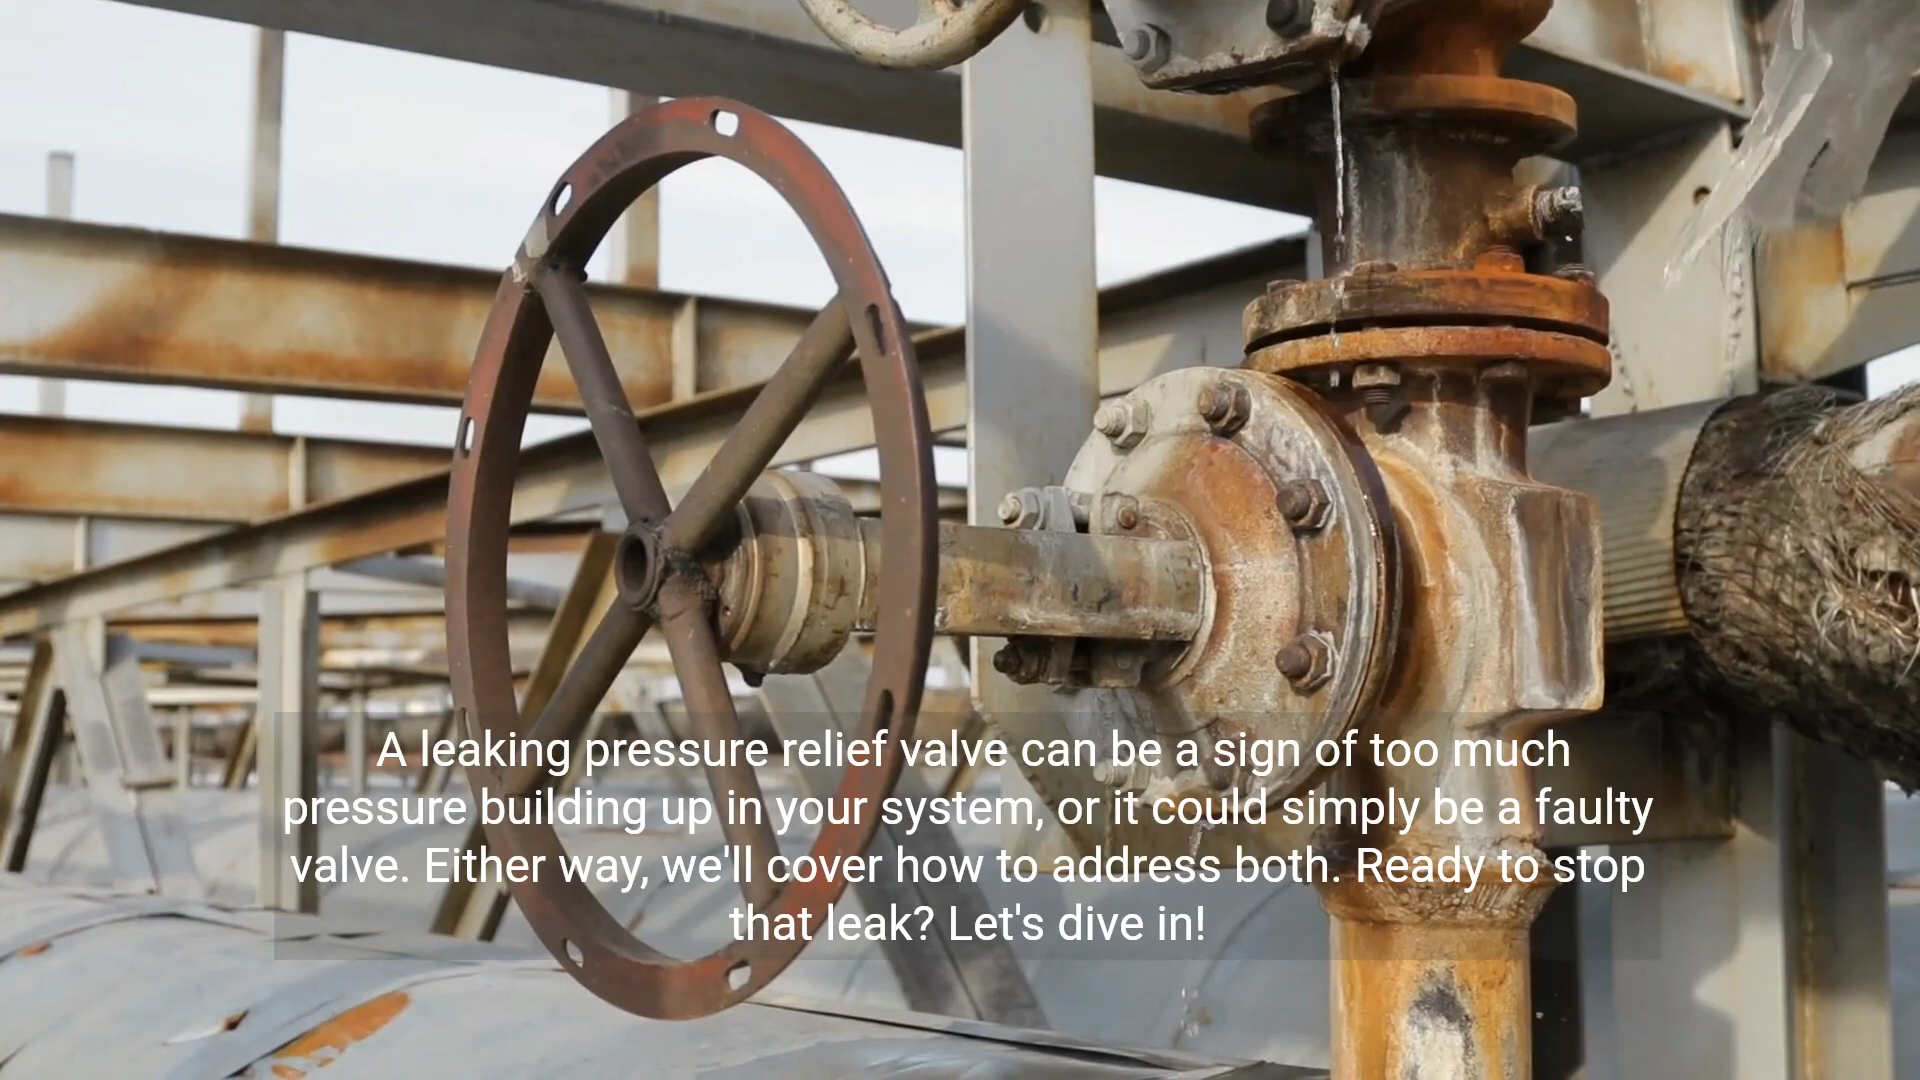 A leaking pressure relief valve can be a sign of too much
pressure building up in your system, or it could simply be a faulty
valve. Either way, we'll cover how to address both. Ready to stop
that leak? Let's dive in!